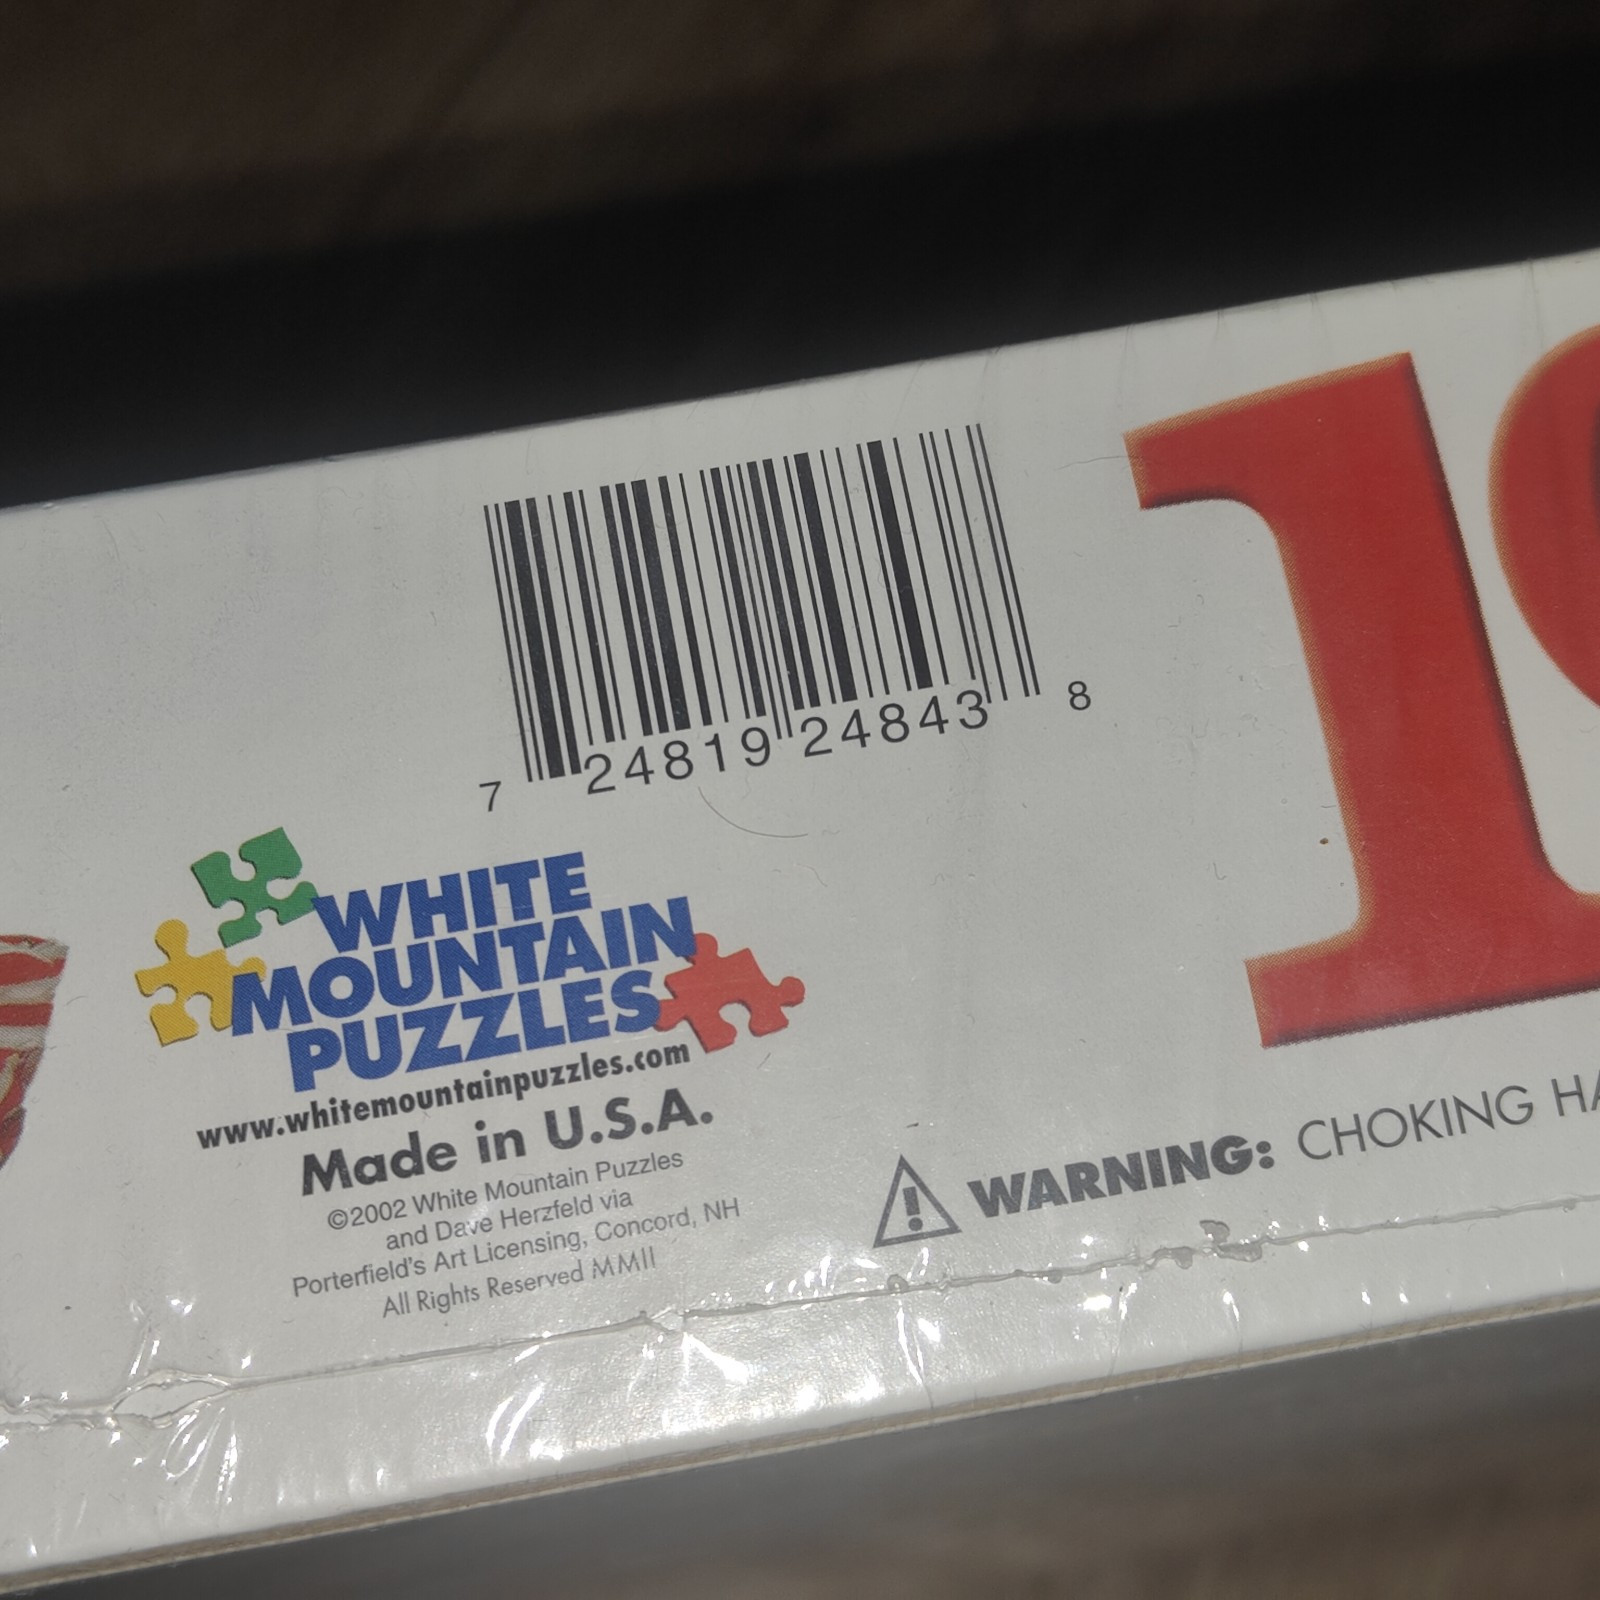 7 24819 24843 8
WHITE
MOUNTAIN
PUZZLES
www.whitemountainpuzzles.com
Made in U.S.A.
©2002 White Mountain Puzzles
and Dave Herzfeld via
Porterfield's Art Licensing, Concord, NH
All Rights Reserved MMII
1
WARNING: CHOKING